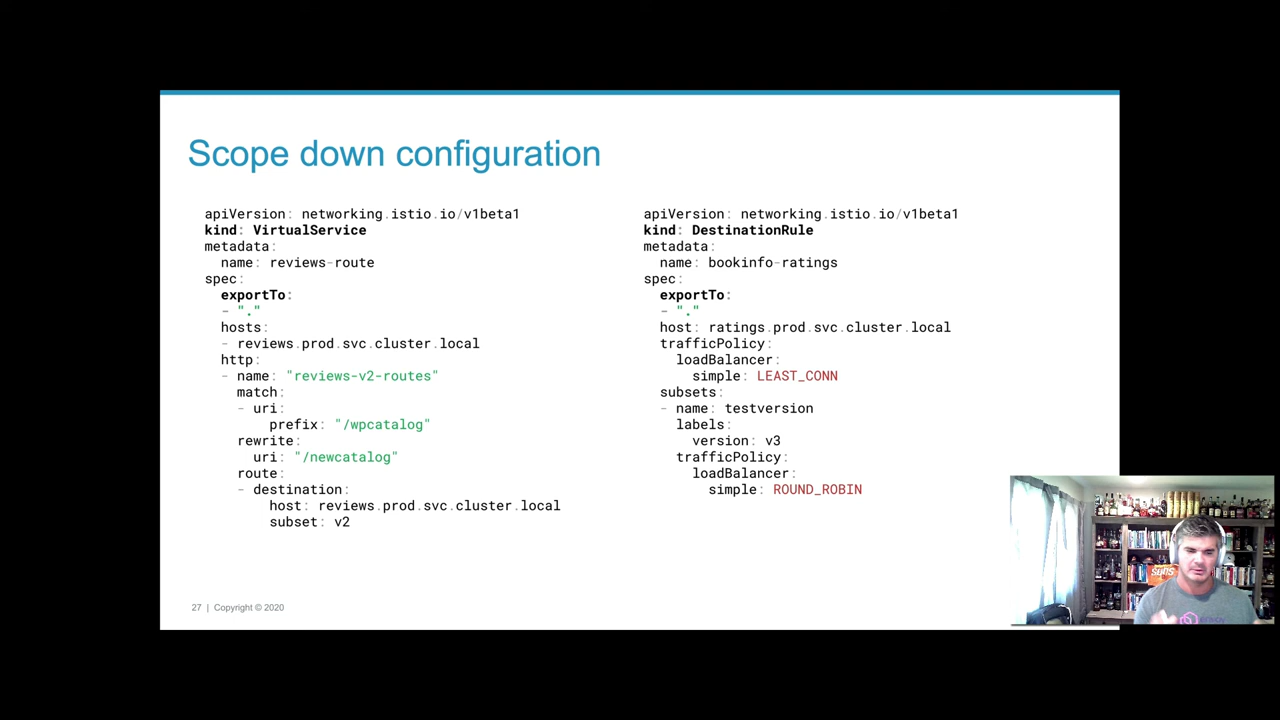 Scope down configuration
apiVersion: networking.istio.io/v1beta1
kind: VirtualService
metadata:
  name: reviews-route
spec:
  exportTo:
  - "."
  hosts:
  - reviews.prod.svc.cluster.local
  http:
  - name: "reviews-v2-routes"
    match:
    - uri:
        prefix: "/wpcatalog"
    rewrite:
      uri: "/newcatalog"
    route:
    - destination:
        host: reviews.prod.svc.cluster.local
        subset: v2
apiVersion: networking.istio.io/v1beta1
kind: DestinationRule
metadata:
  name: bookinfo-ratings
spec:
  exportTo:
  - "."
  host: ratings.prod.svc.cluster.local
  trafficPolicy:
    loadBalancer:
      simple: LEAST_CONN
  subsets:
  - name: testversion
    labels:
      version: v3
    trafficPolicy:
      loadBalancer:
        simple: ROUND_ROBIN
27 | Copyright © 2020